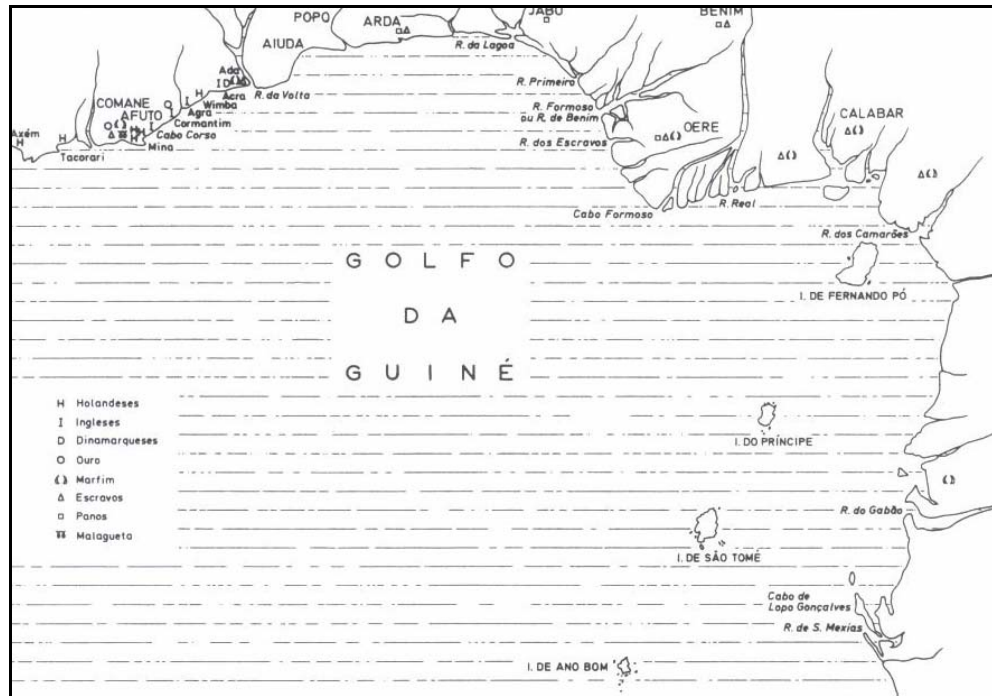 POPO
ARDA
JABU
BENIM
AIUDA
R. da Lagoa
Ada
Acra
R. da Volta
R. Primeiro
COMANE
Wimba
CALABAR
AFUTO
Agra
R. Formoso
ou R. de Benim
Cormantim
OERE
Axém
Cabo Corso
R. dos Escravos
Mina
Tacorari
R. Real
Cabo Formoso
R. dos Camarões
GOLFO
I. DE FERNANDO PÓ
DA
GUINÉ
H Holandeses
I Ingleses
D Dinamarqueses
Ouro
Marfim
Escravos
Panos
Malagueta
I. DO PRÍNCIPE
R. do Gabão
I. DE SÃO TOMÉ
Cabo de
Lopo Gonçalves
R. de S. Mexias
I. DE ANO BOM